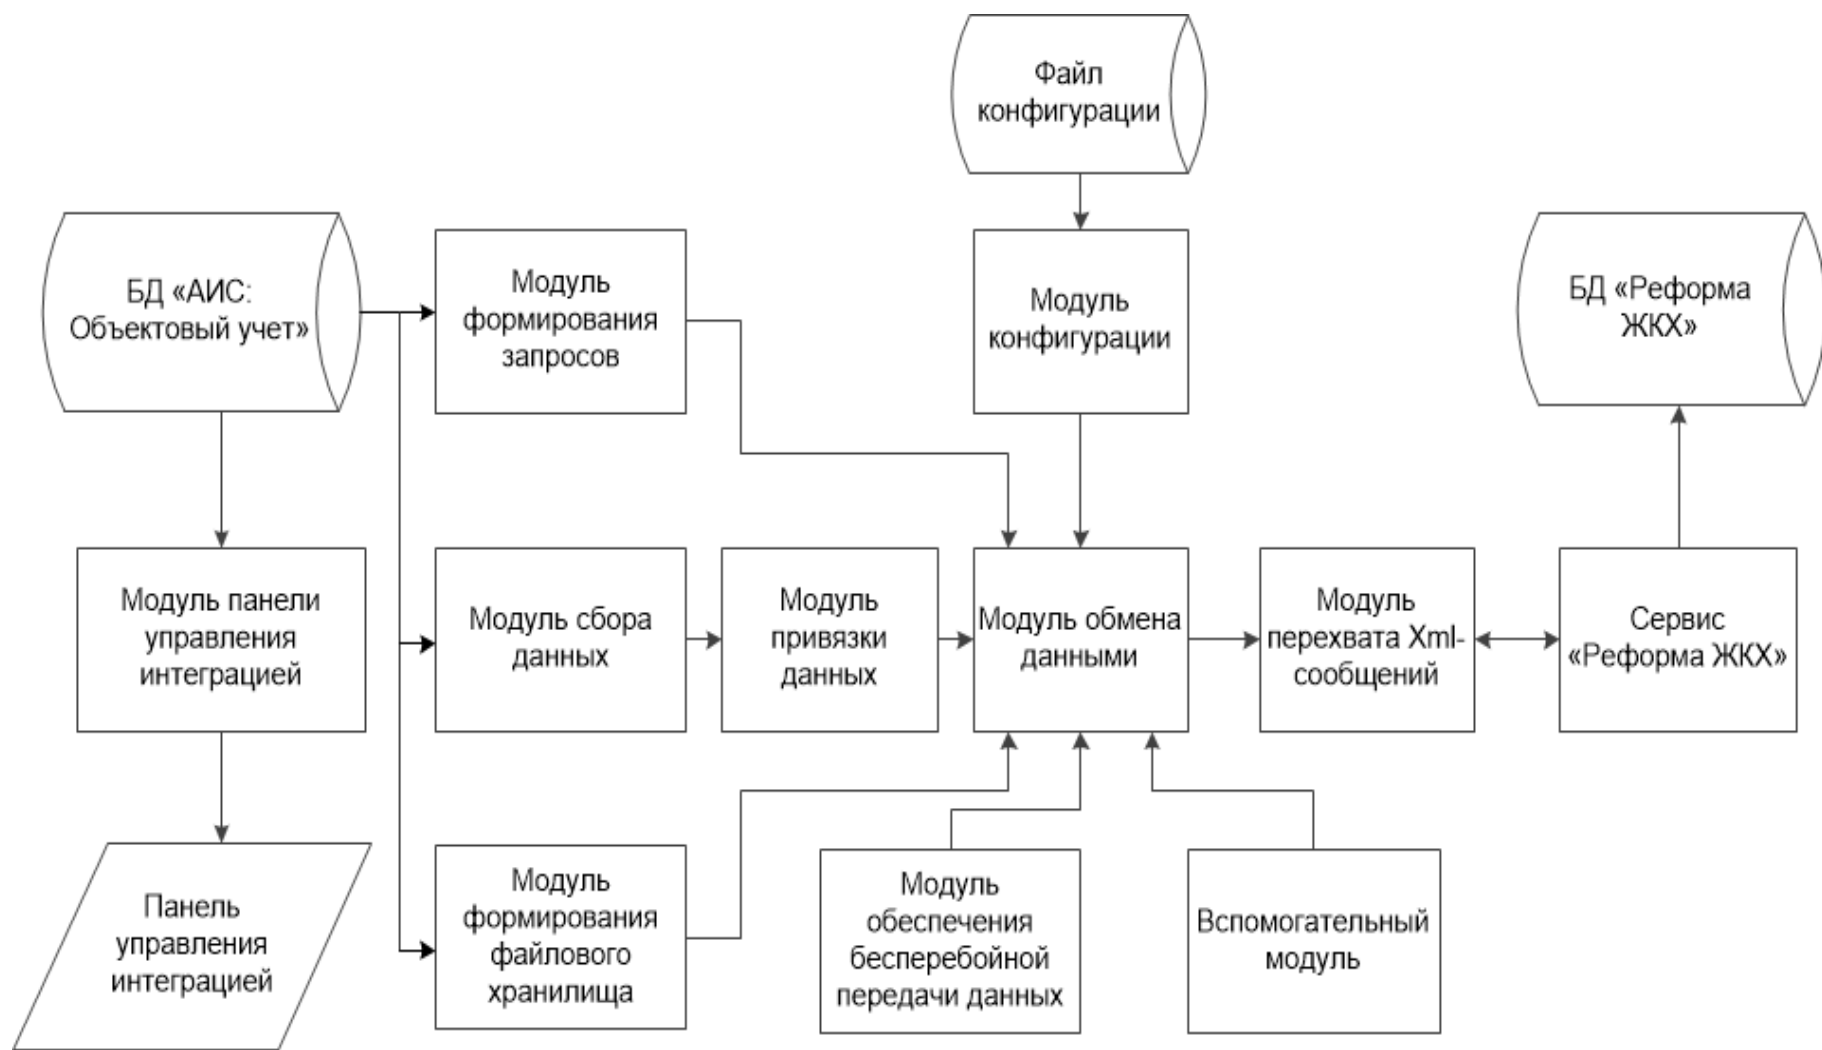 Файл
конфигурации
БД «АИС:
Объектовый учет»
Модуль
формирования
запросов
Модуль
конфигурации
БД «Реформа
ЖКХ»
Модуль панели
управления
интеграцией
Модуль сбора
данных
Модуль
привязки
данных
Модуль обмена
данными
Модуль
перехвата Xml-
сообщений
Сервис
«Реформа ЖКХ»
Панель
управления
интеграцией
Модуль
формирования
файлового
хранилища
Модуль
обеспечения
бесперебойной
передачи данных
Вспомогательный
модуль